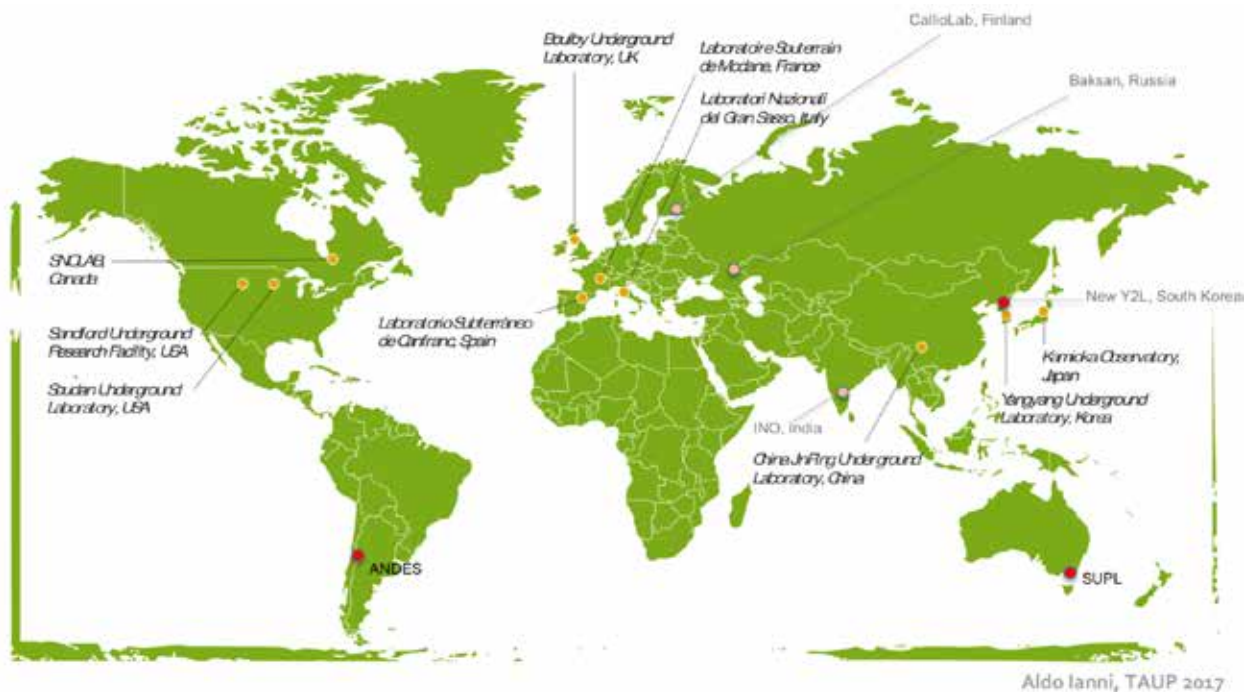 CallioLab, Finland
Boulby Underground
Laboratory, UK
Laboratoire Souterrain
de Modane, France
Baksan, Russia
Laboratori Nazionali
del Gran Sasso, Italy
SNOLAB,
Canada
New Y2L, South Korea
Laboratorio Subterráneo
de Canfranc, Spain
Sandford Underground
Research Facility, USA
Kamioka Observatory,
Japan
Soudan Underground
Laboratory, USA
Yangyang Underground
Laboratory, Korea
INO, India
China JinPing Underground
Laboratory, China
ANDES
SUPL
Aldo Ianni, TAUP 2017